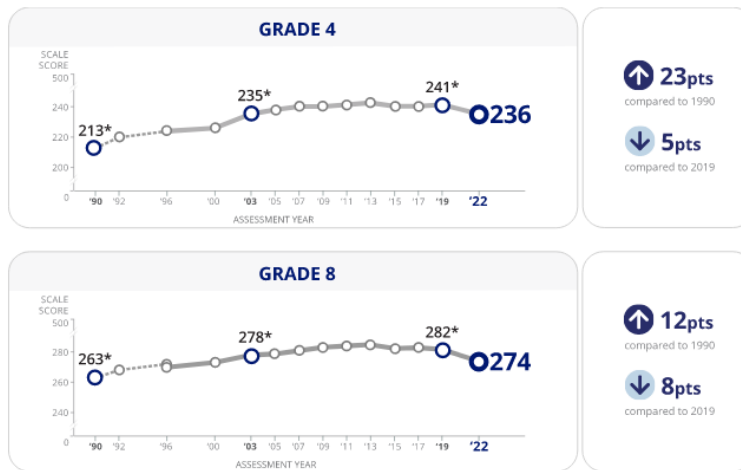 GRADE 4
SCALE
SCORE
500
240
220
200
0
213*
235*
241*
236
'90 '92 '96 '00 '03 '05 '07 '09 '11 '13 '15 '17 '19 '22
ASSESSMENT YEAR
23pts
compared to 1990
5pts
compared to 2019
GRADE 8
SCALE
SCORE
500
280
260
240
0
263*
278*
282*
274
'90 '92 '96 '00 '03 '05 '07 '09 '11 '13 '15 '17 '19 '22
ASSESSMENT YEAR
12pts
compared to 1990
8pts
compared to 2019